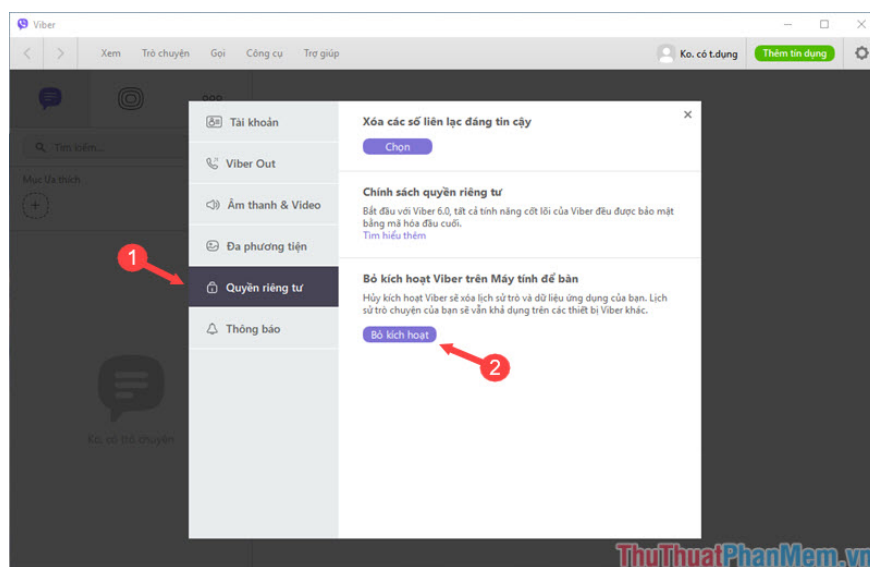 Viber
Xem Trò chuyện Gọi Công cụ Trợ giúp Ko. có t.dụng Thêm tín dụng
Tìm kiếm...
Mục Ưa thích
Ko. có trò chuyện
Tài khoản
Viber Out
Âm thanh & Video
Đa phương tiện
1
Quyền riêng tư
Thông báo
Xóa các số liên lạc đáng tin cậy
Chọn
Chính sách quyền riêng tư
Bắt đầu với Viber 6.0, tất cả tính năng cốt lõi của Viber đều được bảo mật
bằng mã hóa đầu cuối.
Tìm hiểu thêm
Bỏ kích hoạt Viber trên Máy tính để bàn
Hủy kích hoạt Viber sẽ xóa lịch sử trò và dữ liệu ứng dụng của bạn. Lịch
sử trò chuyện của bạn sẽ vẫn khả dụng trên các thiết bị Viber khác.
Bỏ kích hoạt
2
ThuThuatPhanMem.vn